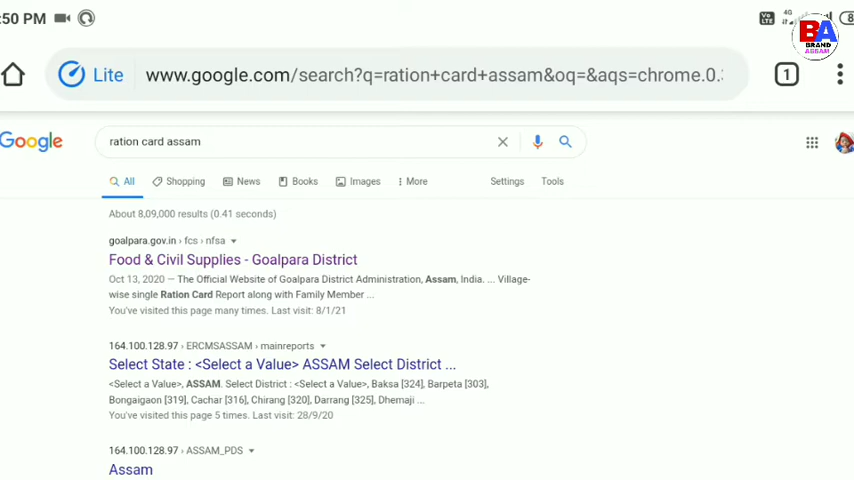 :50 PM
Vo LTE 4G
BA
BRAND
ASSAM
Lite www.google.com/search?q=ration+card+assam&oq=&aqs=chrome.0.
1
Google ration card assam
All Shopping News Books Images More Settings Tools
About 8,09,000 results (0.41 seconds)
goalpara.gov.in › fcs › nfsa
Food & Civil Supplies - Goalpara District
Oct 13, 2020 — The Official Website of Goalpara District Administration, Assam, India. ... Village-
wise single Ration Card Report along with Family Member ...
You've visited this page many times. Last visit: 8/1/21
164.100.128.97 › ERCMSASSAM › mainreports
Select State : <Select a Value> ASSAM Select District ...
<Select a Value>, ASSAM. Select District : <Select a Value>, Baksa [324], Barpeta [303],
Bongaigaon [319], Cachar [316], Chirang [320], Darrang [325], Dhemaji ...
You've visited this page 5 times. Last visit: 28/9/20
164.100.128.97 › ASSAM_PDS
Assam